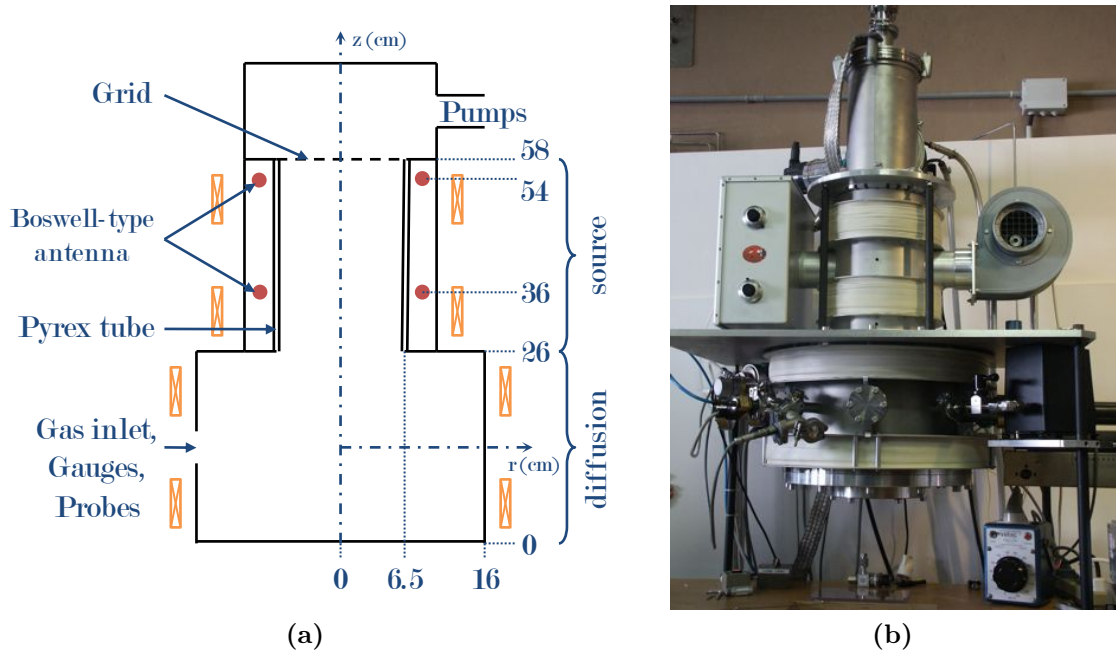 z (cm)
Grid
Pumps
58
54
Boswell-type
antenna
source
36
Pyrex tube
26
Gas inlet,
Gauges,
Probes
r (cm)
diffusion
0
0
6.5
16
(a)
(b)